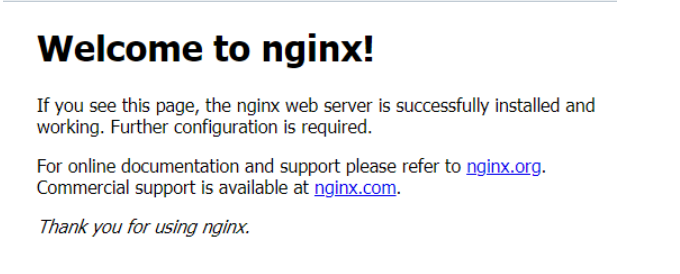 Welcome to nginx!
If you see this page, the nginx web server is successfully installed and
working. Further configuration is required.
For online documentation and support please refer to nginx.org.
Commercial support is available at nginx.com.
Thank you for using nginx.